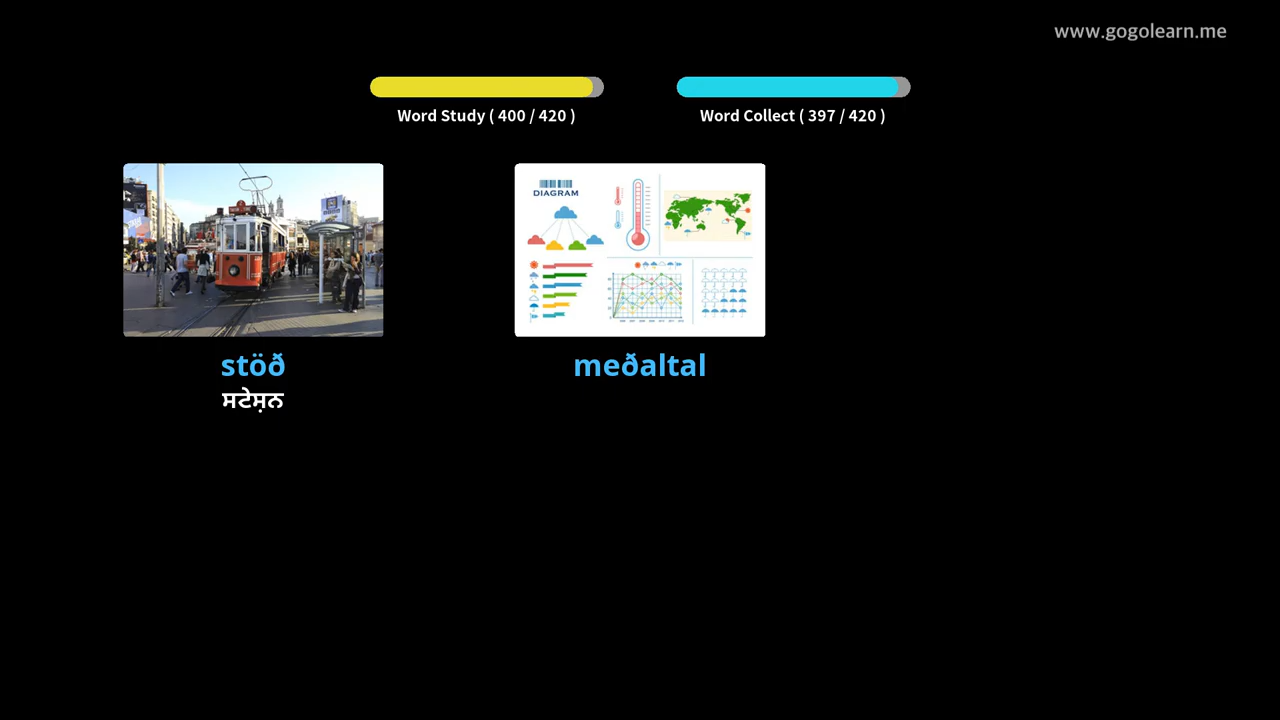 www.gogolearn.me
Word Study ( 400 / 420 )
Word Collect ( 397 / 420 )
DIAGRAM
stöð
meðaltal
ਸਟੇਸ਼ਨ